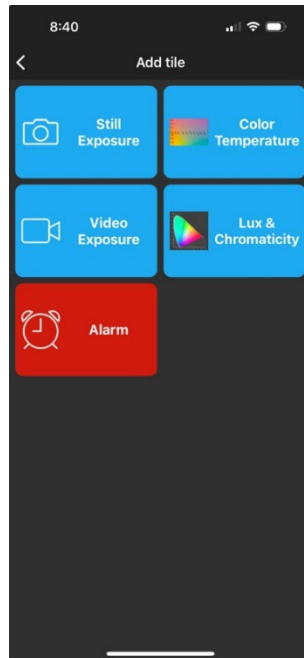 8:40
Add tile
Still
Exposure
Color
Temperature
Video
Exposure
Lux &
Chromaticity
Alarm